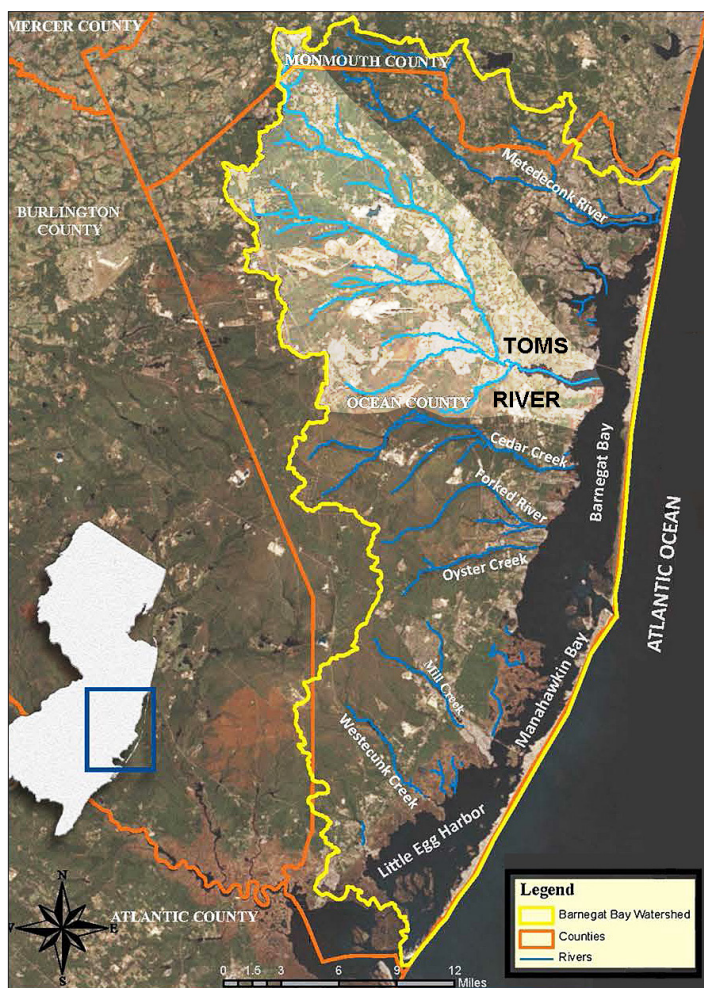 MERCER COUNTY
MONMOUTH COUNTY
Metedeconk River
BURLINGTON
COUNTY
TOMS
RIVER
OCEAN COUNTY
Cedar Creek
Barnegat Bay
Forked River
ATLANTIC OCEAN
Oyster Creek
Mill Creek
Manahawkin Bay
Westecunk Creek
Little Egg Harbor
ATLANTIC COUNTY
N
W
E
S
Legend
Barnegat Bay Watershed
Counties
Rivers
0 1.5 3 6 9 12
Miles